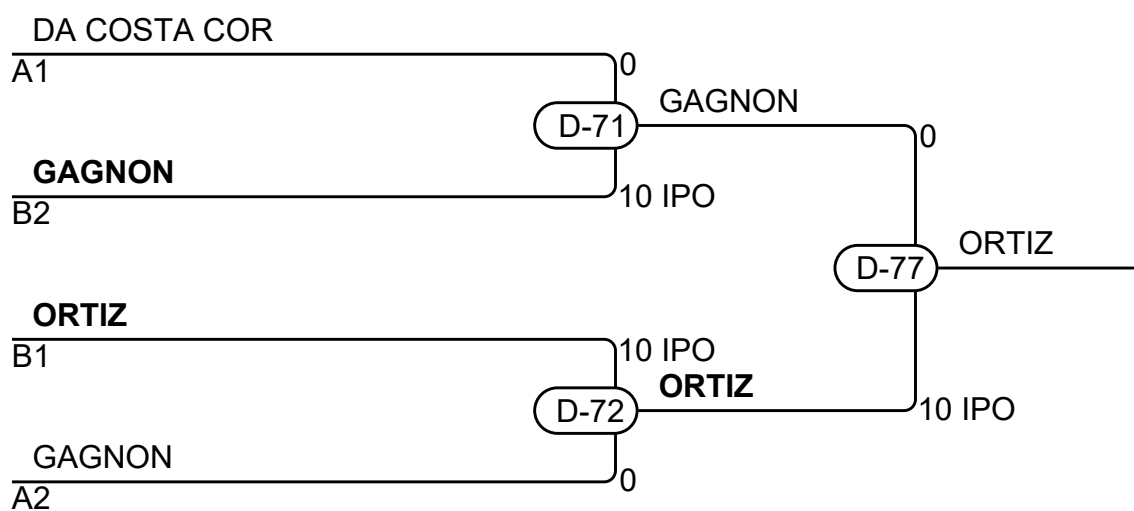 DA COSTA COR
A1
0
D-71
GAGNON
GAGNON
B2
10 IPO
0
D-77
ORTIZ
ORTIZ
B1
10 IPO
D-72
ORTIZ
10 IPO
GAGNON
A2
0